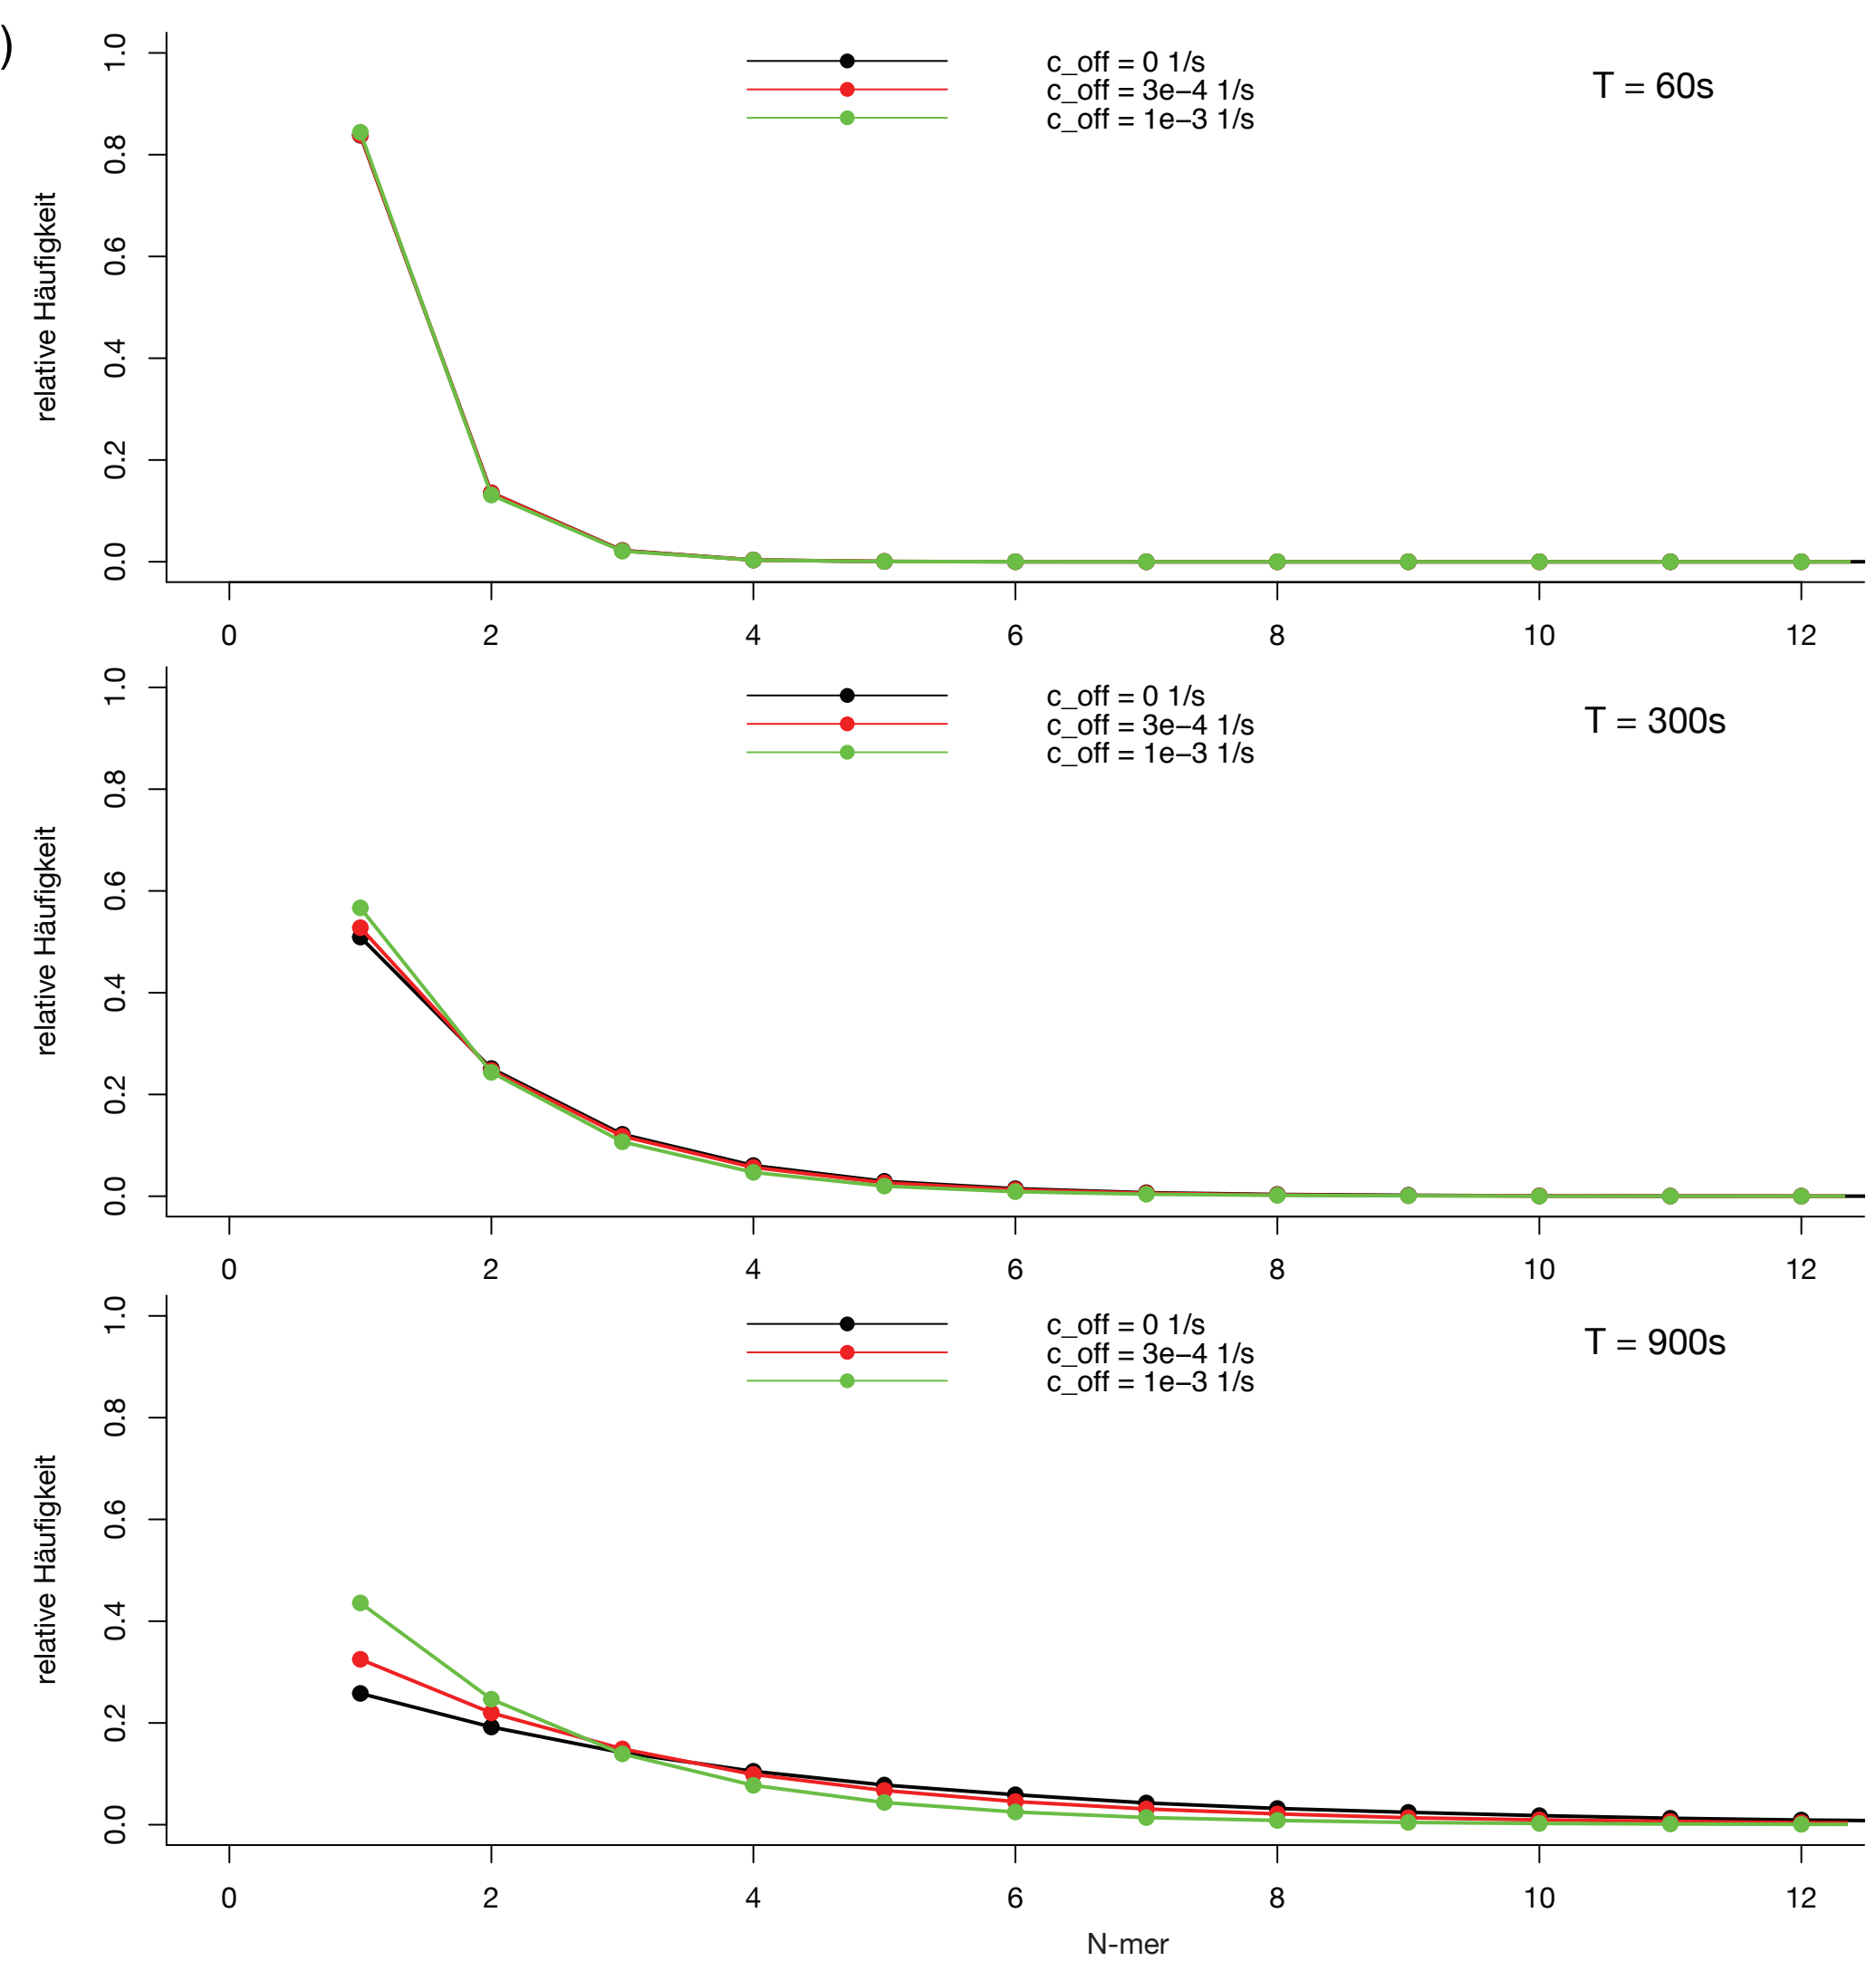 )
relative Häufigkeit
1.0
0.8
0.6
0.4
0.2
0.0
c_off = 0 1/s
c_off = 3e−4 1/s
c_off = 1e−3 1/s
T = 60s
0 2 4 6 8 10 12
relative Häufigkeit
1.0
0.8
0.6
0.4
0.2
0.0
c_off = 0 1/s
c_off = 3e−4 1/s
c_off = 1e−3 1/s
T = 300s
0 2 4 6 8 10 12
relative Häufigkeit
1.0
0.8
0.6
0.4
0.2
0.0
c_off = 0 1/s
c_off = 3e−4 1/s
c_off = 1e−3 1/s
T = 900s
0 2 4 6 8 10 12
N-mer